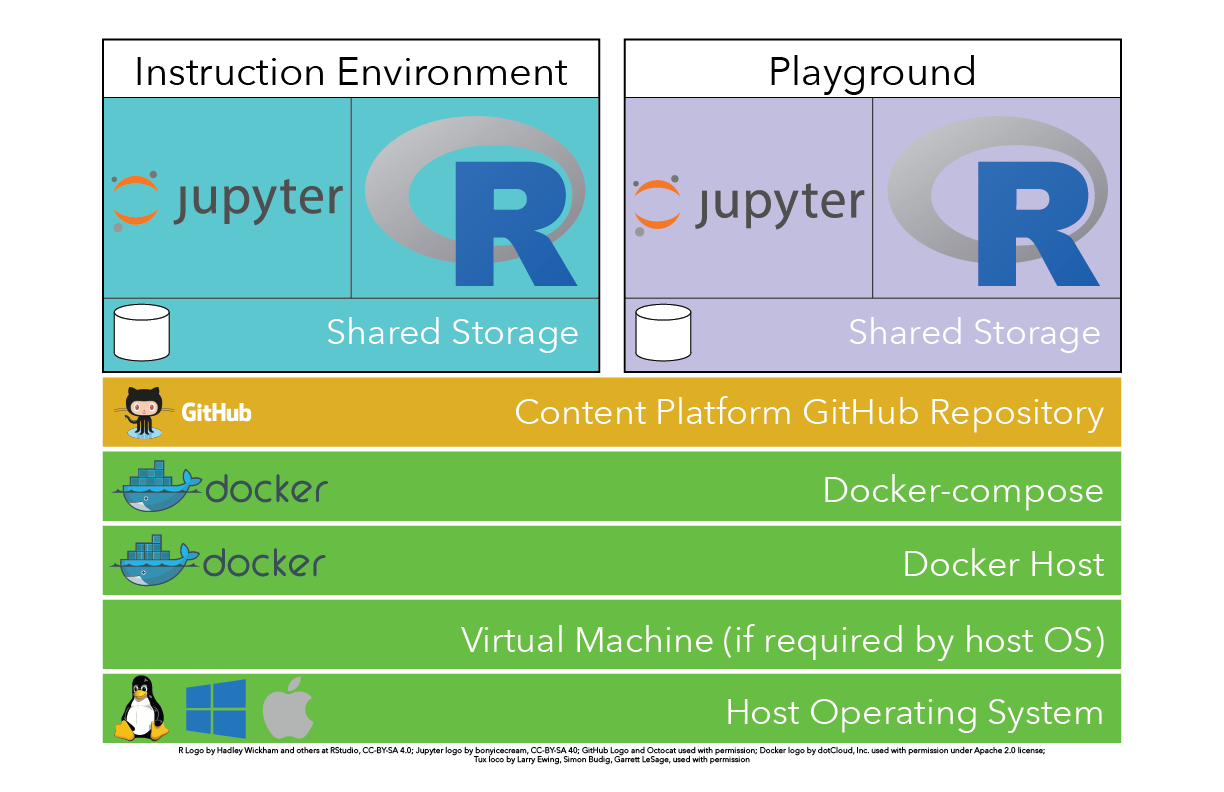 Instruction Environment
Playground
jupyter
R
jupyter
R
Shared Storage
Shared Storage
GitHub
Content Platform GitHub Repository
docker
Docker-compose
docker
Docker Host
Virtual Machine (if required by host OS)
Host Operating System
R Logo by Hadley Wickham and others at RStudio, CC-BY-SA 4.0; Jupyter logo by bonyicecream, CC-BY-SA 40; GitHub Logo and Octocat used with permission; Docker logo by dotCloud, Inc. used with permission under Apache 2.0 license;
Tux loco by Larry Ewing, Simon Budig, Garrett LeSage, used with permission